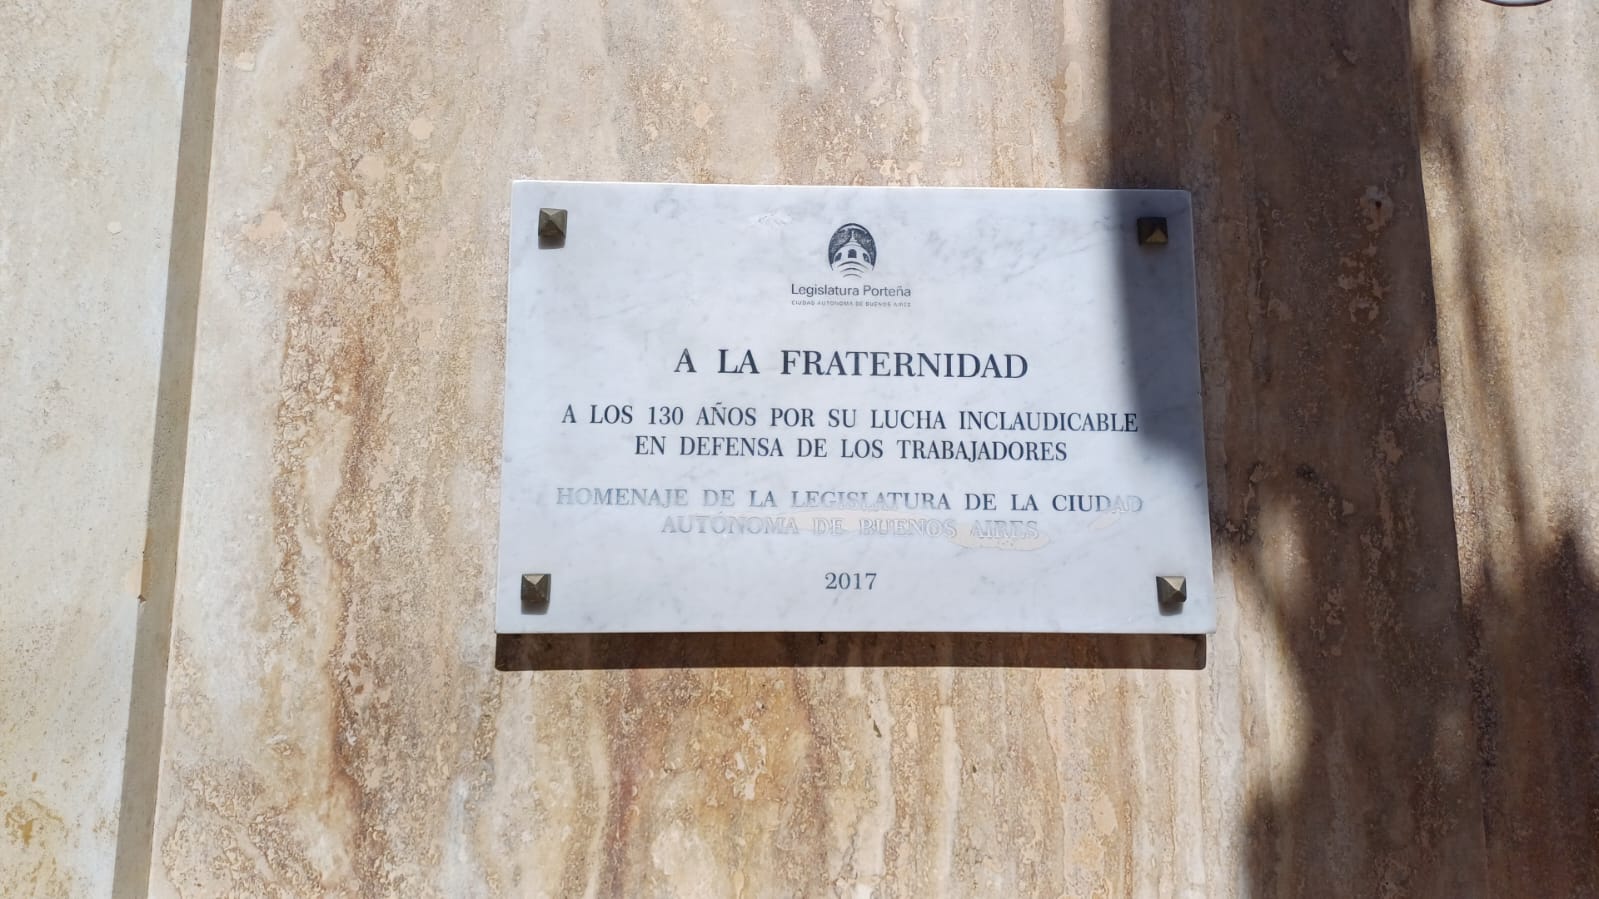 Legislatura Porteña
CIUDAD AUTÓNOMA DE BUENOS AIRES
A LA FRATERNIDAD
A LOS 130 AÑOS POR SU LUCHA INCLAUDICABLE
EN DEFENSA DE LOS TRABAJADORES
HOMENAJE DE LA LEGISLATURA DE LA CIUDAD
AUTÓNOMA DE BUENOS AIRES
2017